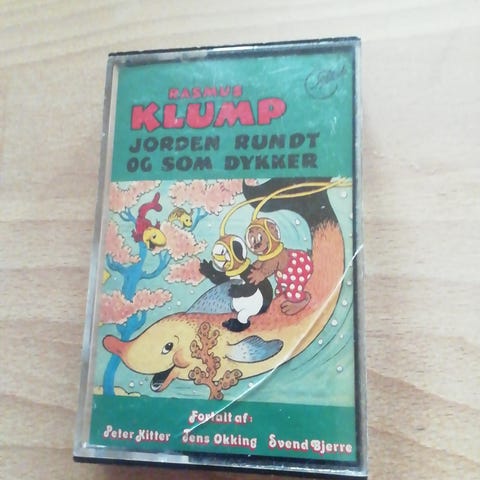 RASMUS
KLUMP
JORDEN RUNDT
OG SOM DYKKER
Fortalt af:
Peter Kitter Jens Okking Svend Bjerre